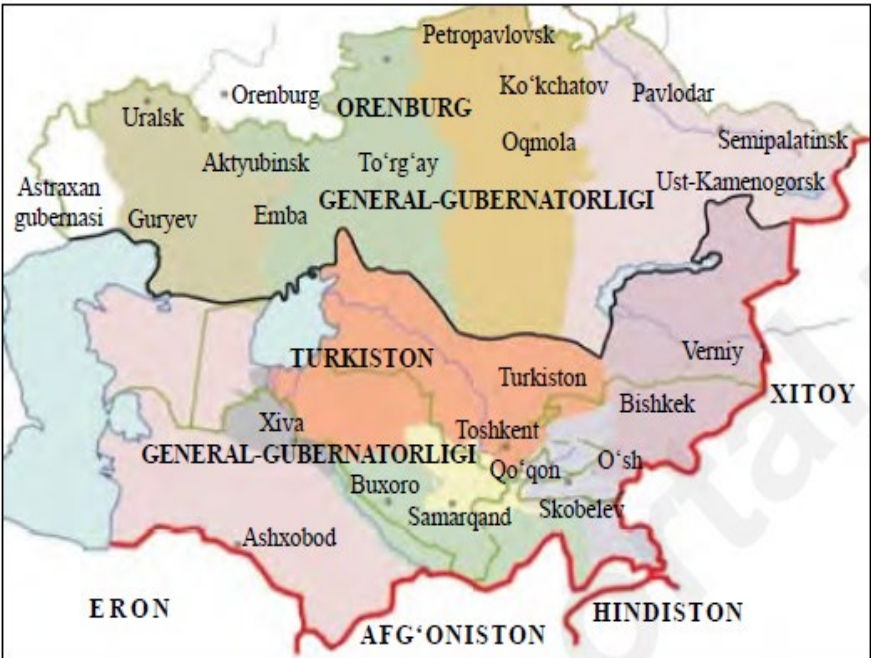 Petropavlovsk
Ko‘kchatov
Pavlodar
Orenburg
ORENBURG
Uralsk
Oqmola
Semipalatinsk
Aktyubinsk
To‘rg‘ay
Ust-Kamenogorsk
Astraxan
gubernasi
Guryev
Emba
GENERAL-GUBERNATORLIGI
TURKISTON
Verniy
Turkiston
XITOY
Bishkek
Xiva
Toshkent
GENERAL-GUBERNATORLIGI
Qo‘qon
O‘sh
Buxoro
Samarqand
Skobelev
Ashxobod
ERON
HINDISTON
AFG‘ONISTON